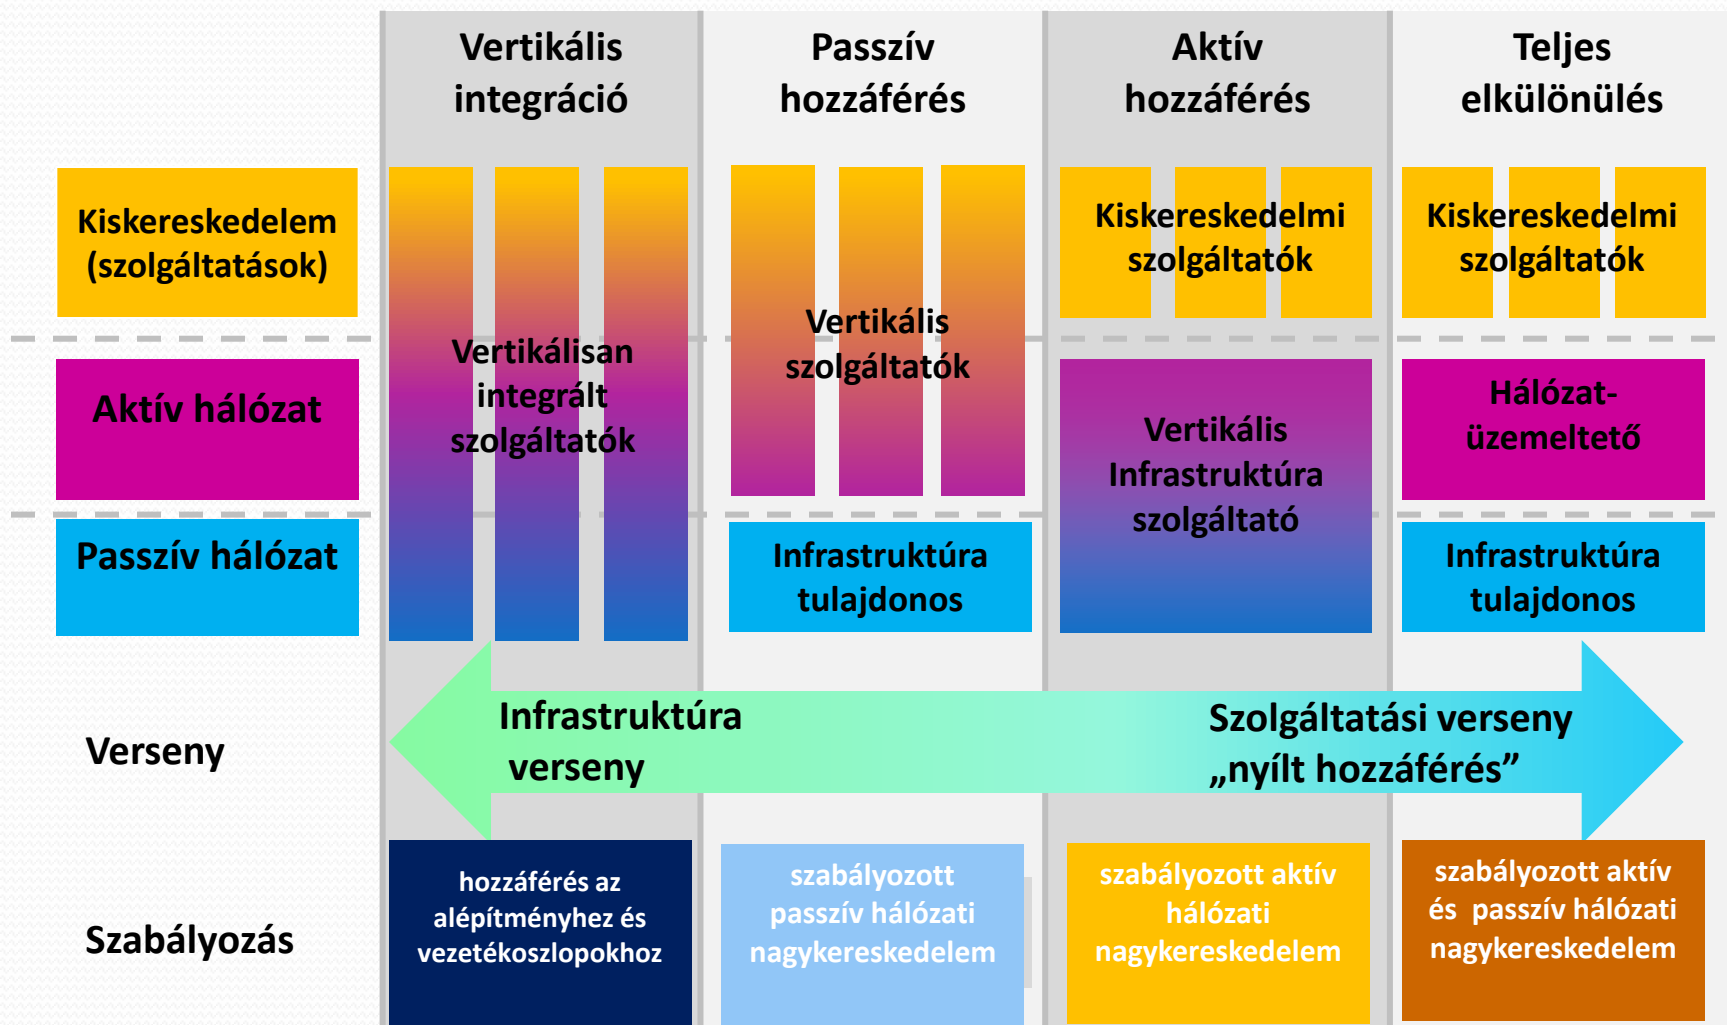 Vertikális
integráció
Passzív
hozzáférés
Aktív
hozzáférés
Teljes
elkülönülés
Kiskereskedelem
(szolgáltatások)
Vertikálisan
integrált
szolgáltatók
Vertikális
szolgáltatók
Kiskereskedelmi
szolgáltatók
Kiskereskedelmi
szolgáltatók
Aktív hálózat
Vertikális
Infrastruktúra
szolgáltató
Hálózat-
üzemeltető
Passzív hálózat
Infrastruktúra
tulajdonos
Infrastruktúra
tulajdonos
Verseny
Infrastruktúra
verseny
Szolgáltatási verseny
„nyílt hozzáférés”
Szabályozás
hozzáférés az
alépítményhez és
vezetékoszlopokhoz
szabályozott
passzív hálózati
nagykereskedelem
szabályozott aktív
hálózati
nagykereskedelem
szabályozott aktív
és passzív hálózati
nagykereskedelem